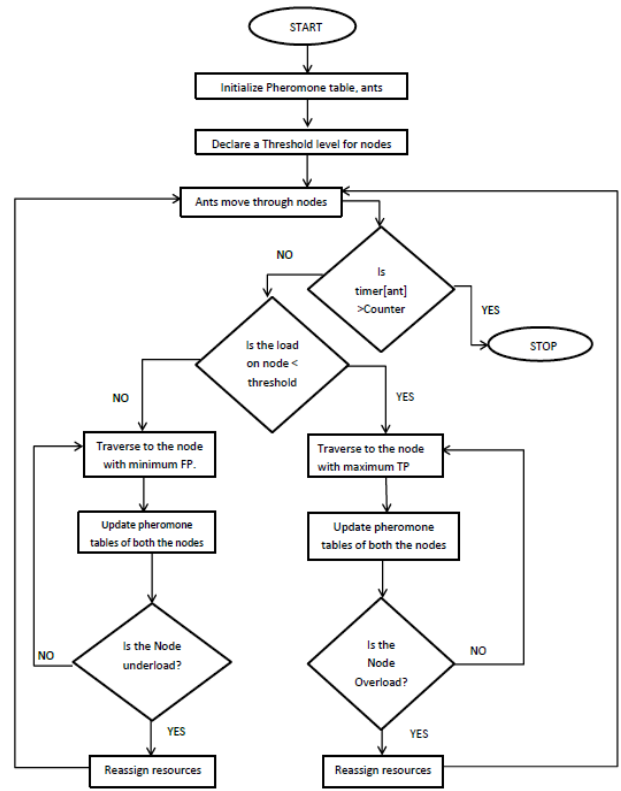 START
Initialize Pheromone table, ants
Declare a Threshold level for nodes
Ants move through nodes
NO
Is
timer[ant]
>Counter
YES
STOP
Is the load
on node <
threshold
NO
YES
Traverse to the node
with minimum FP.
Traverse to the node
with maximum TP
Update pheromone
tables of both the nodes
Update pheromone
tables of both the nodes
Is the Node
underload?
NO
Is the
Node
Overload?
NO
YES
YES
Reassign resources
Reassign resources